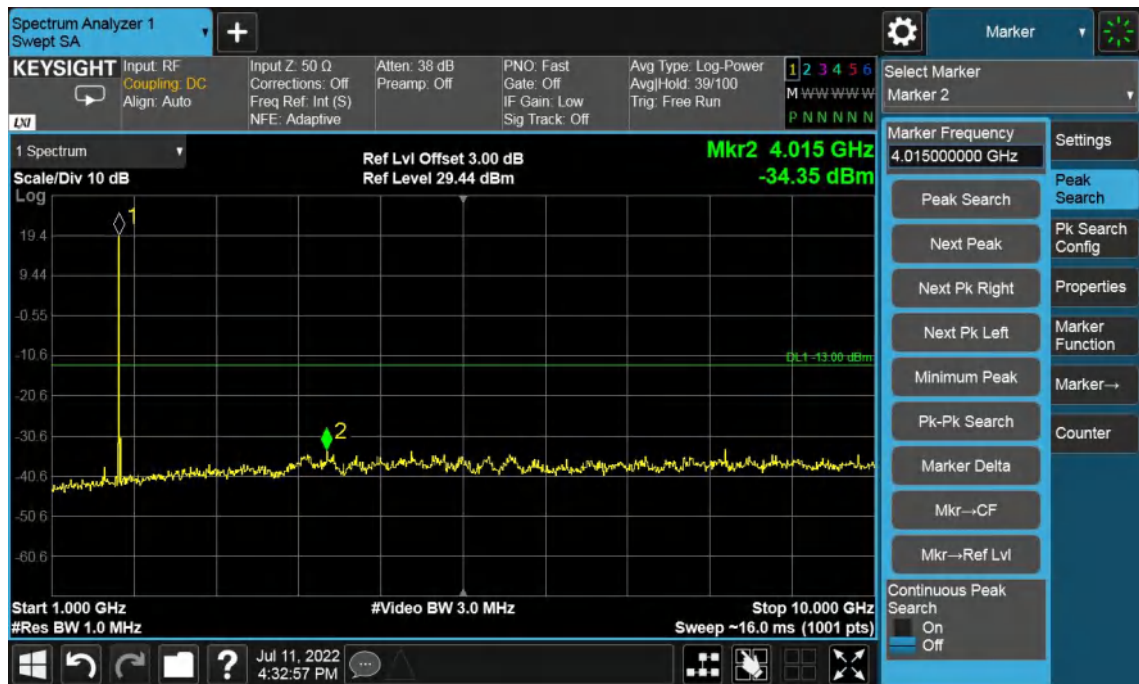 Spectrum Analyzer 1
Swept SA
+
Marker
KEYSIGHT
LXI
Input: RF
Coupling: DC
Align: Auto
Input Z: 50 Ω
Corrections: Off
Freq Ref: Int (S)
NFE: Adaptive
Atten: 38 dB
Preamp: Off
PNO: Fast
Gate: Off
IF Gain: Low
Sig Track: Off
Avg Type: Log-Power
Avg|Hold: 39/100
Trig: Free Run
1 2 3 4 5 6
M W W W W W
P N N N N N
Select Marker
Marker 2
1 Spectrum
Scale/Div 10 dB
Log
Ref Lvl Offset 3.00 dB
Ref Level 29.44 dBm
Mkr2 4.015 GHz
-34.35 dBm
1
19.4
9.44
-0.55
-10.6
DL1 -13.00 dBm
-20.6
-30.6
2
-40.6
-50.6
-60.6
Start 1.000 GHz
#Video BW 3.0 MHz
Stop 10.000 GHz
#Res BW 1.0 MHz
Sweep ~16.0 ms (1001 pts)
Marker Frequency
4.015000000 GHz
Peak Search
Next Peak
Next Pk Right
Next Pk Left
Minimum Peak
Pk-Pk Search
Marker Delta
Mkr→CF
Mkr→Ref Lvl
Continuous Peak
Search
On
Off
Settings
Peak
Search
Pk Search
Config
Properties
Marker
Function
Marker→
Counter
?
Jul 11, 2022
4:32:57 PM